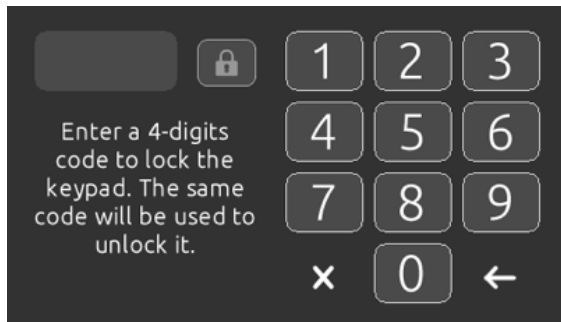 1 2 3
Enter a 4-digits
code to lock the
keypad. The same
code will be used to
unlock it.
4 5 6
7 8 9
x 0 ←